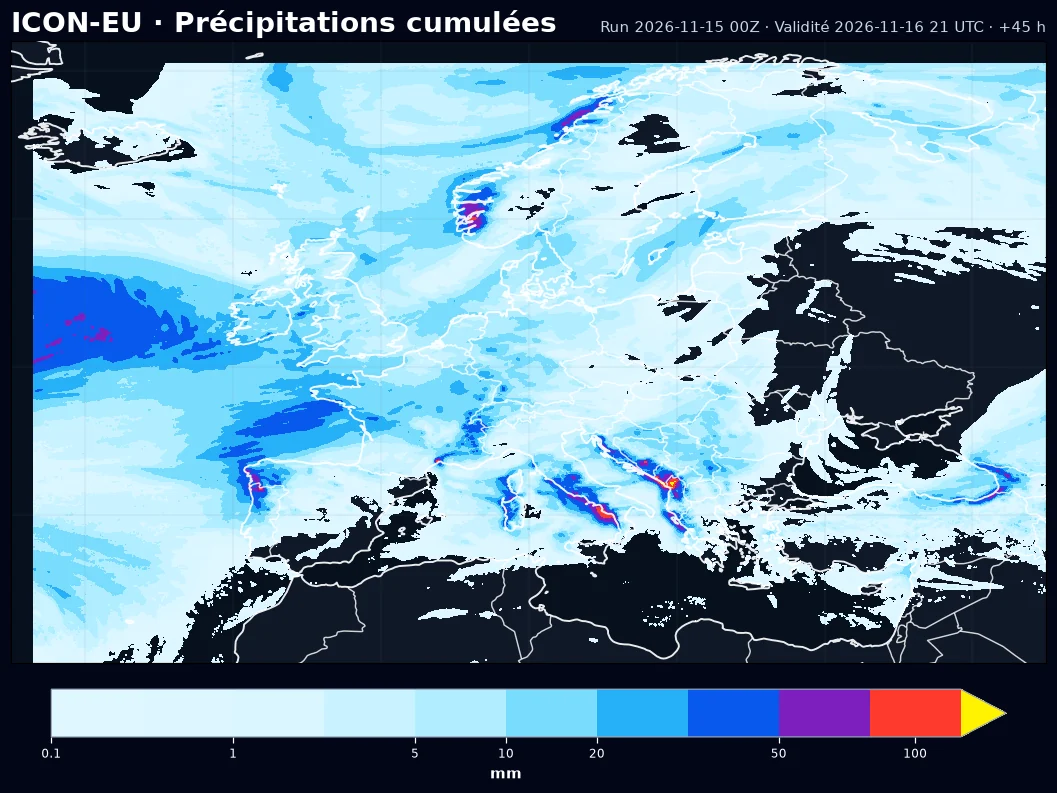 ICON-EU · Précipitations cumulées
Run 2026-11-15 00Z · Validité 2026-11-16 21 UTC · +45 h
0.1 1 5 10 20 50 100
mm